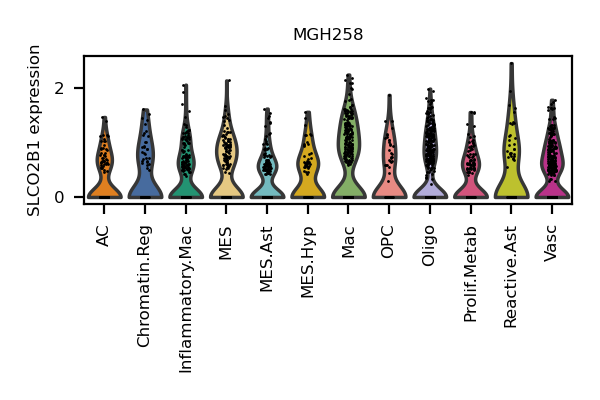 MGH258
SLCO2B1 expression
2
0
AC
Chromatin.Reg
Inflammatory.Mac
MES
MES.Ast
MES.Hyp
Mac
OPC
Oligo
Prolif.Metab
Reactive.Ast
Vasc